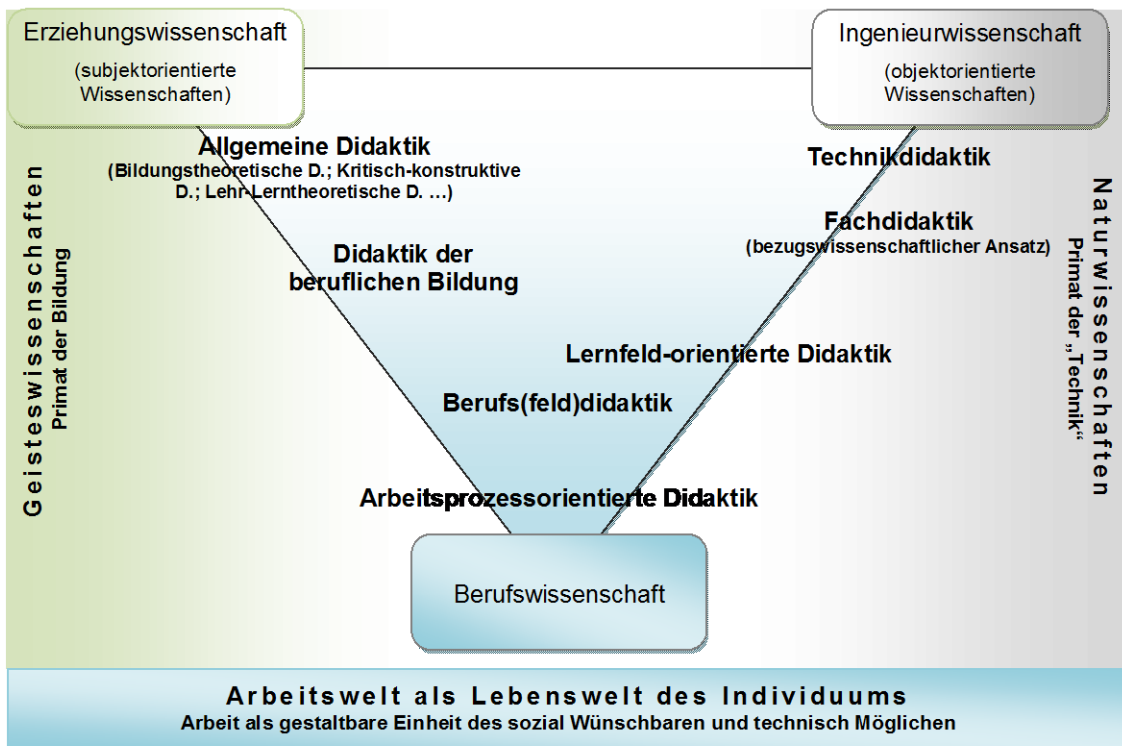 Erziehungswissenschaft
(subjektorientierte
Wissenschaften)
Ingenieurwissenschaft
(objektorientierte
Wissenschaften)
Allgemeine Didaktik
(Bildungstheoretische D.; Kritisch-konstruktive
D.; Lehr-Lerntheoretische D. ...)
Technikdidaktik
Fachdidaktik
(bezugswissenschaftlicher Ansatz)
Didaktik der
beruflichen Bildung
Lernfeld-orientierte Didaktik
Berufs(feld)didaktik
Arbeitsprozessorientierte Didaktik
Geisteswissenschaften
Primat der Bildung
Naturwissenschaften
Primat der „Technik“
Berufswissenschaft
Arbeitswelt als Lebenswelt des Individuums
Arbeit als gestaltbare Einheit des sozial Wünschbaren und technisch Möglichen